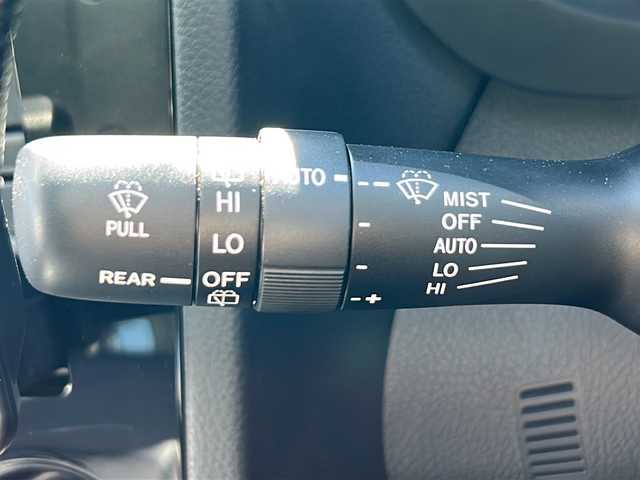 PULL
REAR
HI
LO
OFF
AUTO
- -
-
-
-+
MIST
OFF
AUTO
LO
HI